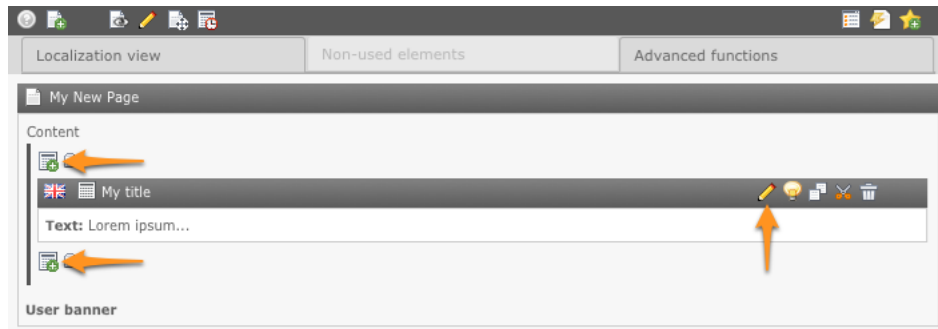 Localization view
Non-used elements
Advanced functions
My New Page
Content
My title
Text: Lorem ipsum...
User banner